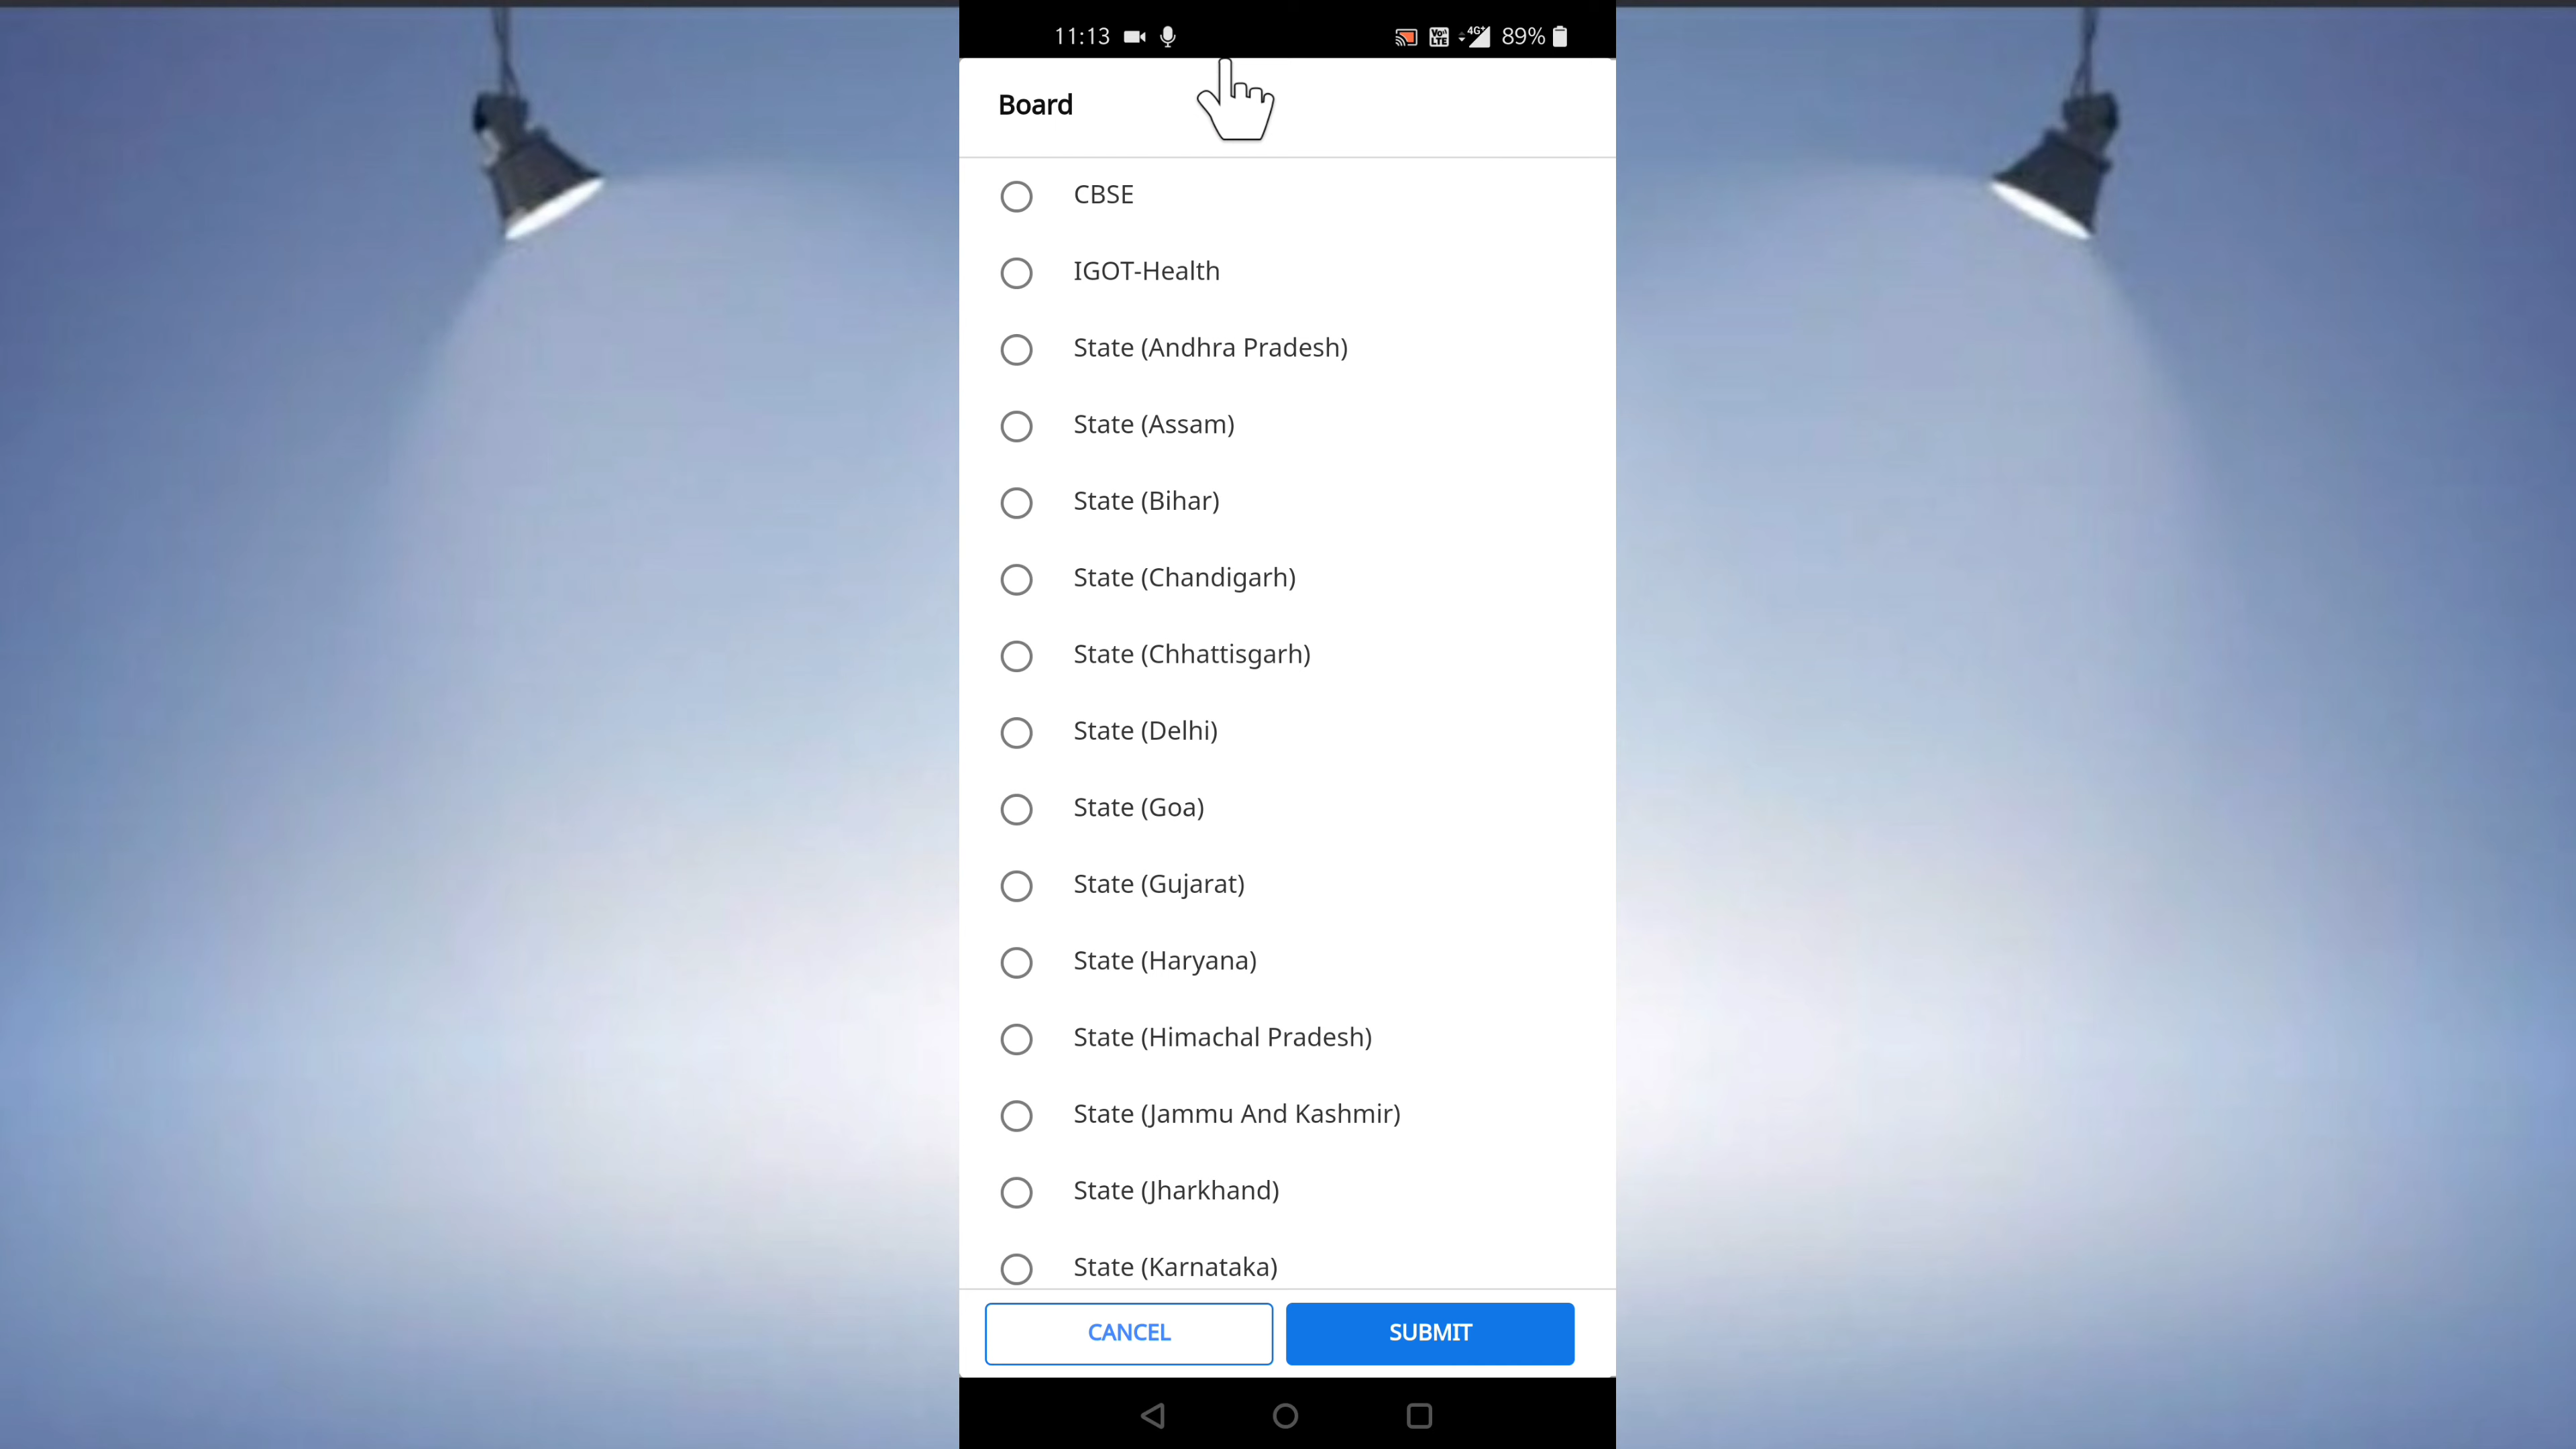 11:13
4G+ 89%
Board
CBSE
IGOT-Health
State (Andhra Pradesh)
State (Assam)
State (Bihar)
State (Chandigarh)
State (Chhattisgarh)
State (Delhi)
State (Goa)
State (Gujarat)
State (Haryana)
State (Himachal Pradesh)
State (Jammu And Kashmir)
State (Jharkhand)
State (Karnataka)
CANCEL SUBMIT